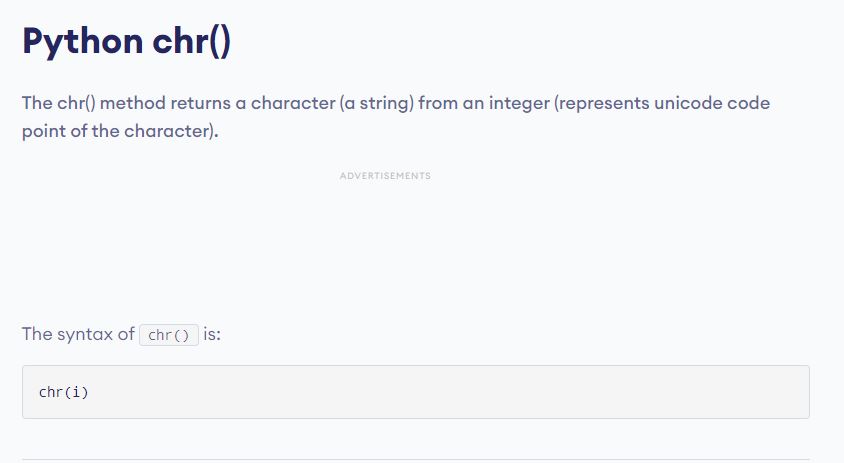 Python chr()
The chr() method returns a character (a string) from an integer (represents unicode code
point of the character).
ADVERTISEMENTS
The syntax of chr() is:
chr(i)